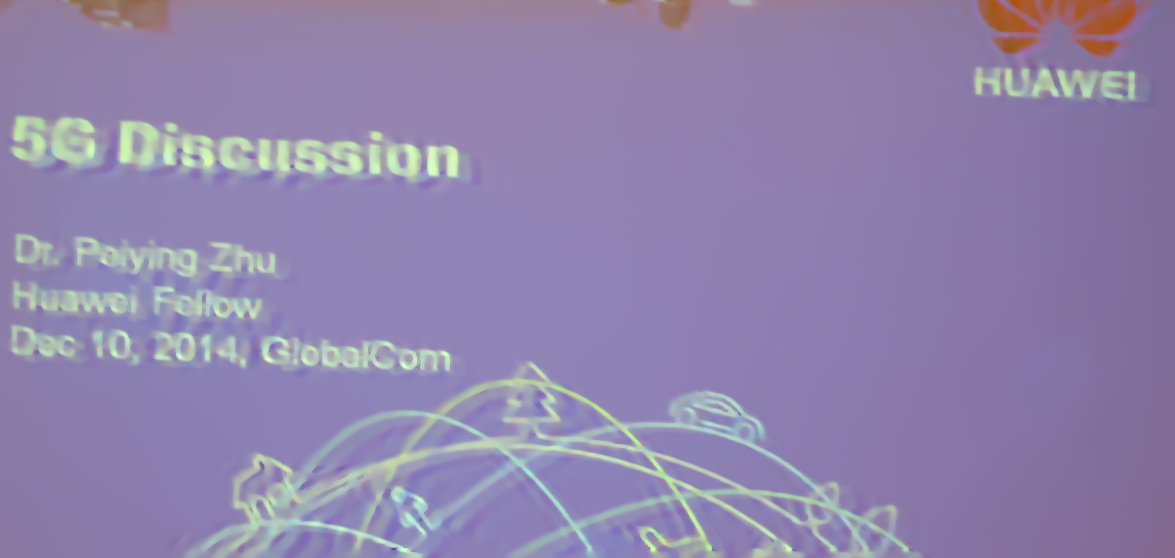 HUAWEI
5G Discussion
Dr. Peiying Zhu
Huawei Fellow
Dec 10, 2014, GlobalCom